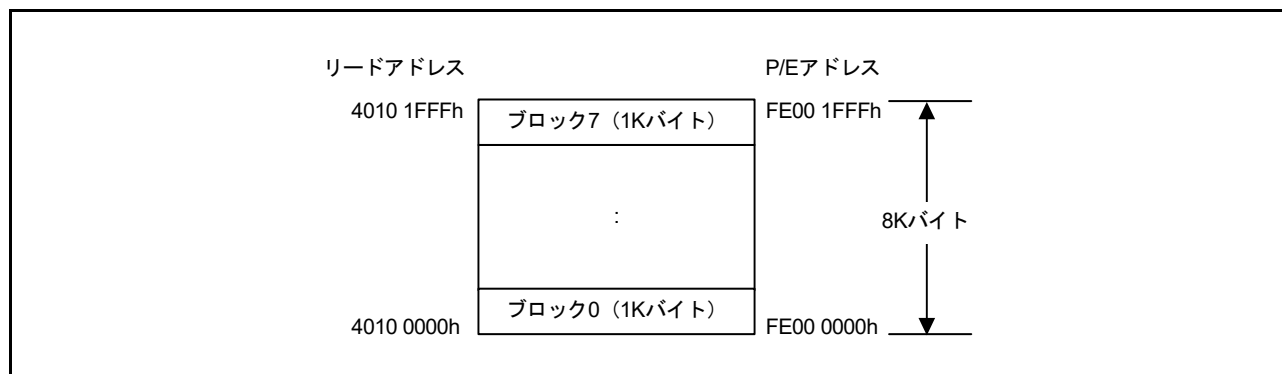 リードアドレス
P/Eアドレス
4010 1FFFh
ブロック7（1Kバイト）
FE00 1FFFh
:
8Kバイト
4010 0000h
ブロック0（1Kバイト）
FE00 0000h